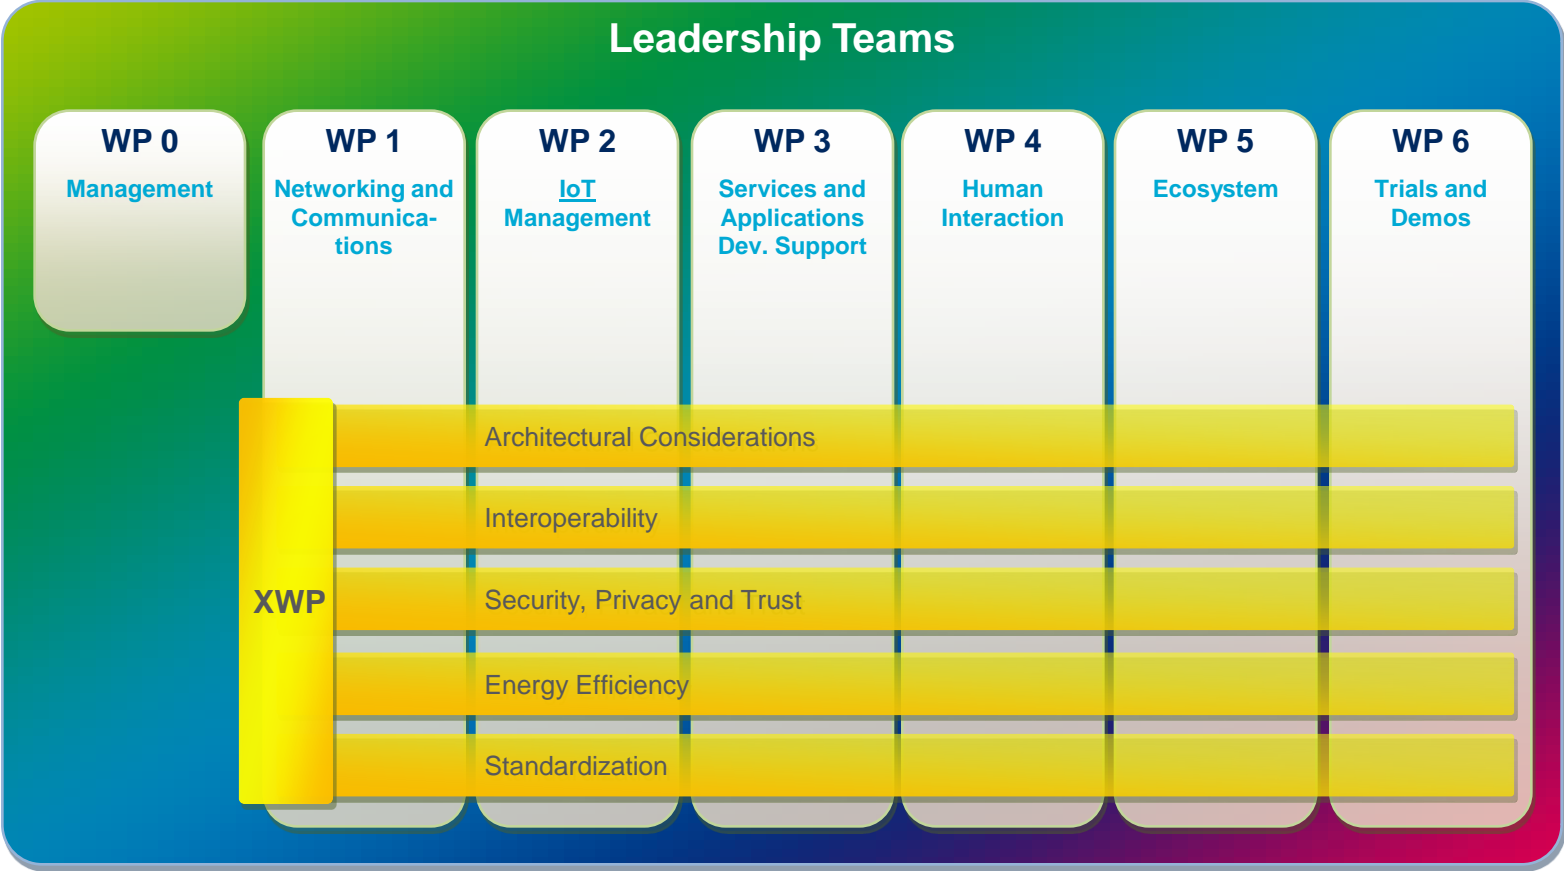 Leadership Teams
WP 0
Management
WP 1
Networking and
Communica-
tions
WP 2
IoT
Management
WP 3
Services and
Applications
Dev. Support
WP 4
Human
Interaction
WP 5
Ecosystem
WP 6
Trials and
Demos
XWP
Architectural Considerations
Interoperability
Security, Privacy and Trust
Energy Efficiency
Standardization